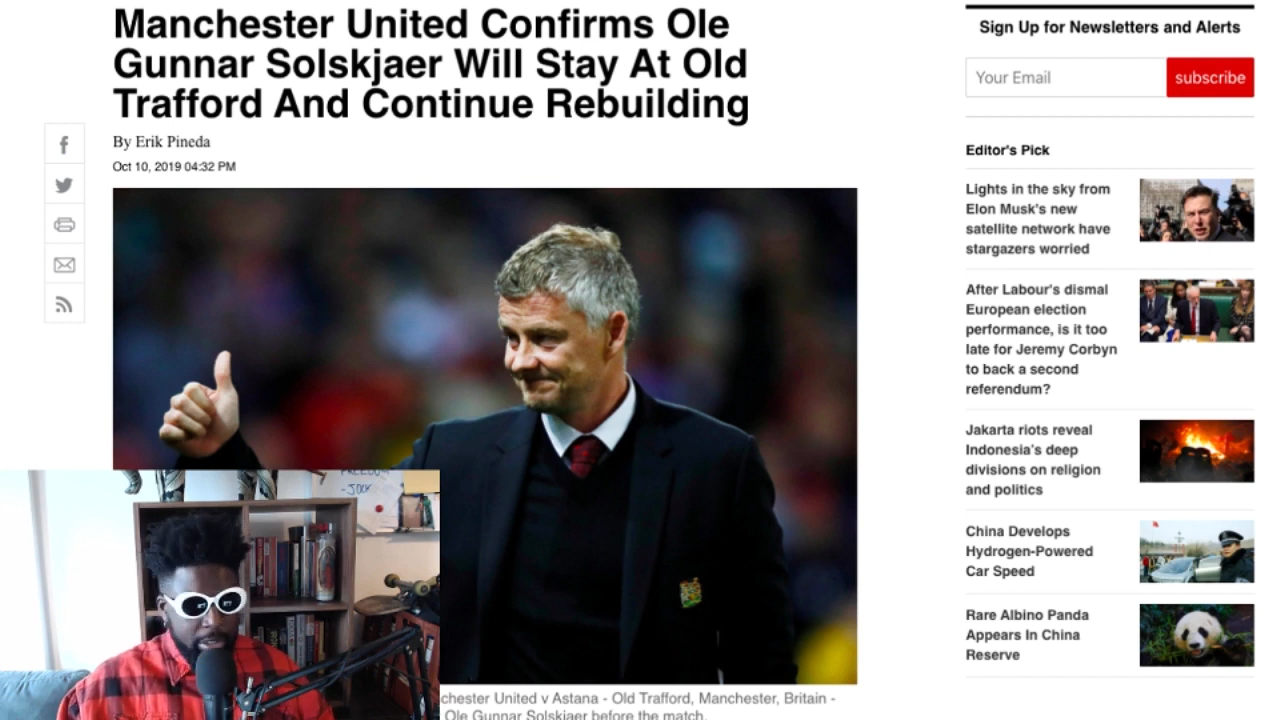 Manchester United Confirms Ole
Gunnar Solskjaer Will Stay At Old
Trafford And Continue Rebuilding
By Erik Pineda
Oct 10, 2019 04:32 PM
-JOCK
chester United v Astana - Old Trafford, Manchester, Britain -
Ole Gunnar Solskjaer before the match.
Sign Up for Newsletters and Alerts
Your Email
subscribe
Editor's Pick
Lights in the sky from
Elon Musk's new
satellite network have
stargazers worried
After Labour's dismal
European election
performance, is it too
late for Jeremy Corbyn
to back a second
referendum?
Jakarta riots reveal
Indonesia's deep
divisions on religion
and politics
China Develops
Hydrogen-Powered
Car Speed
Rare Albino Panda
Appears In China
Reserve